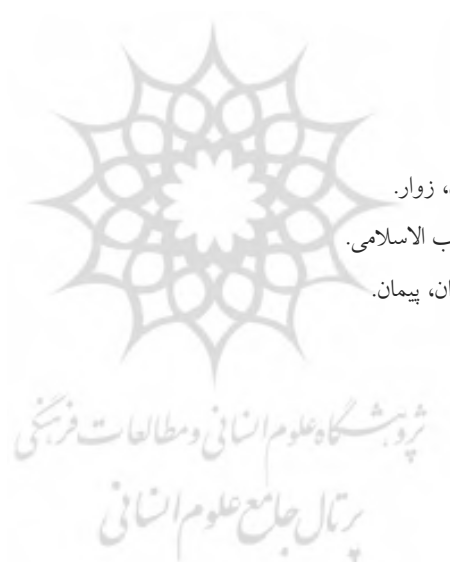 ، زوار.
ب الاسلامی.
ان، پیمان.
پژوهشگاه علوم انسانی و مطالعات فرهنگی
پرتال جامع علوم انسانی